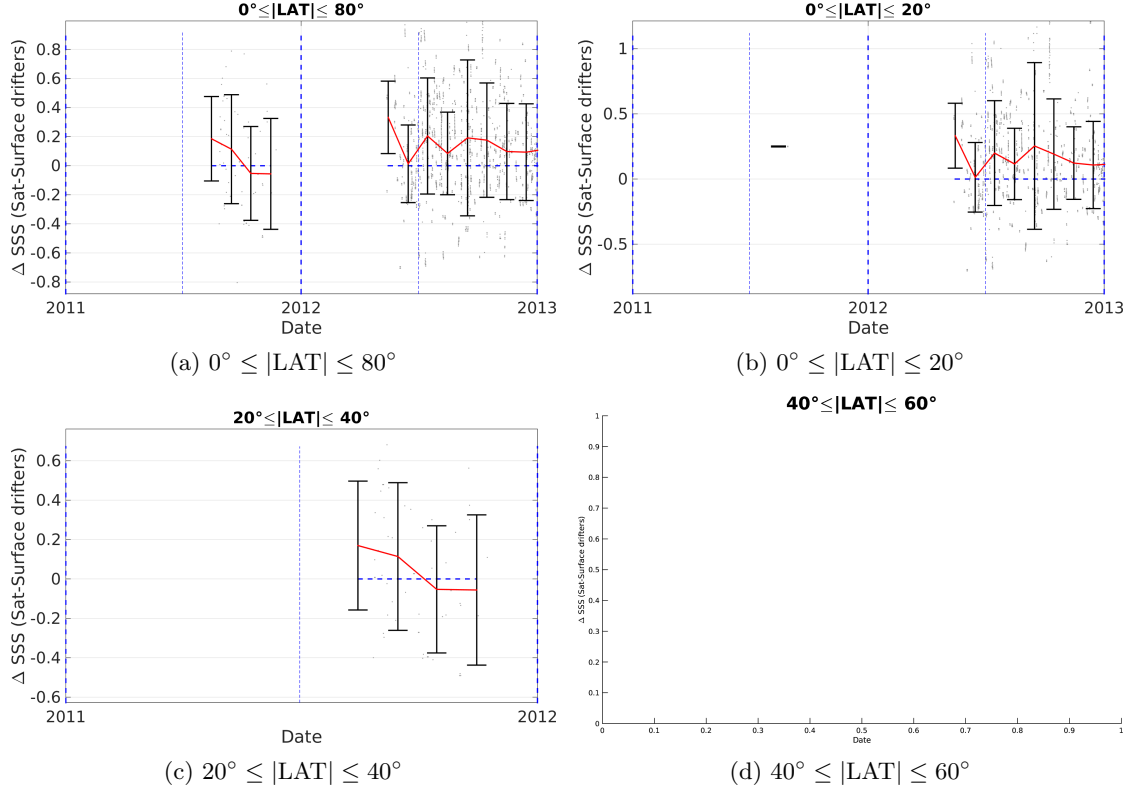 0°≤|LAT|≤ 80°
Δ SSS (Sat-Surface drifters)
0.8
0.6
0.4
0.2
0
-0.2
-0.4
-0.6
-0.8
2011 2012 2013
Date
(a) 0° ≤ |LAT| ≤ 80°
0°≤|LAT|≤ 20°
Δ SSS (Sat-Surface drifters)
1
0.5
0
-0.5
2011 2012 2013
Date
(b) 0° ≤ |LAT| ≤ 20°
20°≤|LAT|≤ 40°
Δ SSS (Sat-Surface drifters)
0.6
0.4
0.2
0
-0.2
-0.4
-0.6
2011 2012
Date
(c) 20° ≤ |LAT| ≤ 40°
40°≤|LAT|≤ 60°
Δ SSS (Sat-Surface drifters)
1
0.9
0.8
0.7
0.6
0.5
0.4
0.3
0.2
0.1
0
0 0.1 0.2 0.3 0.4 0.5 0.6 0.7 0.8 0.9 1
Date
(d) 40° ≤ |LAT| ≤ 60°